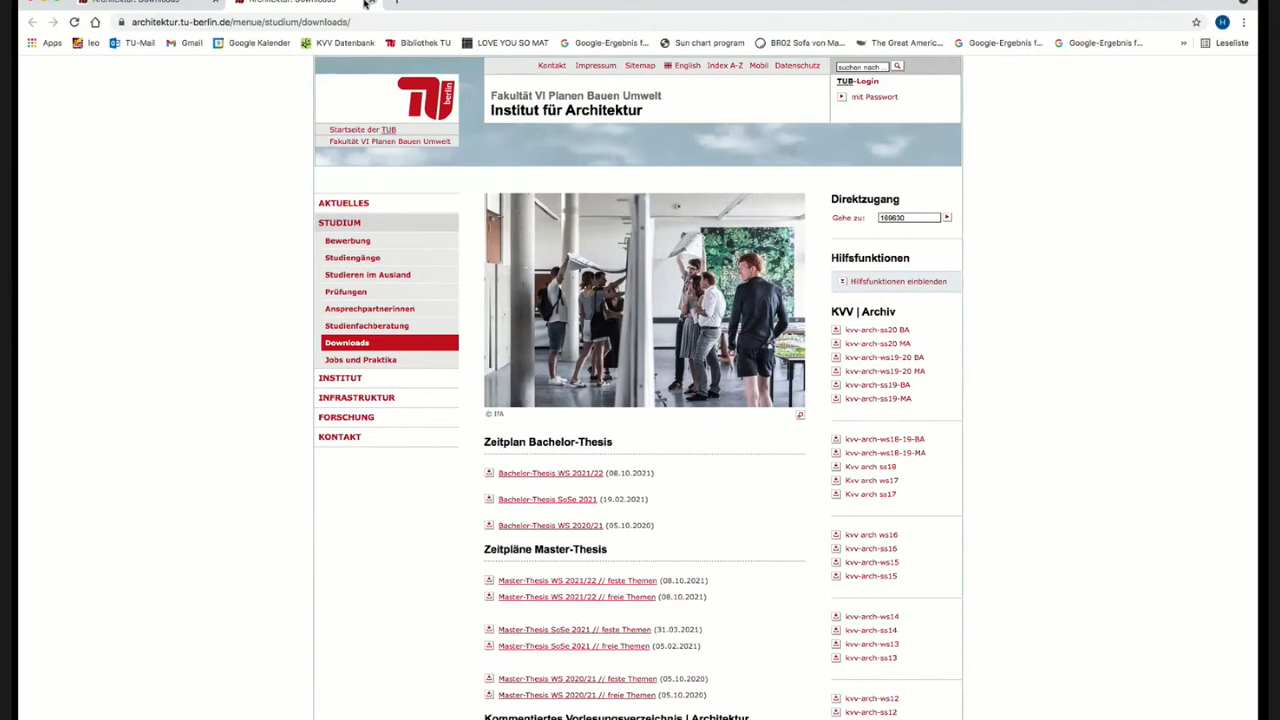 Architektur: Downloads
Architektur: Downloads
architektur.tu-berlin.de/menue/studium/downloads/
H
Apps
leo
TU-Mail
Gmail
Google Kalender
KVV Datenbank
Bibliothek TU
LOVE YOU SO MAT
Google-Ergebnis f...
Sun chart program
BR02 Sofa von Ma...
The Great Americ...
Google-Ergebnis f...
Google-Ergebnis f...
»
Leseliste
Kontakt
Impressum
Sitemap
English
Index A-Z
Mobil
Datenschutz
suchen nach ...
TUB-Login
mit Passwort
TU berlin
Fakultät VI Planen Bauen Umwelt
Institut für Architektur
Startseite der TUB
Fakultät VI Planen Bauen Umwelt
AKTUELLES
STUDIUM
Bewerbung
Studiengänge
Studieren im Ausland
Prüfungen
Ansprechpartnerinnen
Studienfachberatung
Downloads
Jobs und Praktika
INSTITUT
INFRASTRUKTUR
FORSCHUNG
KONTAKT
© IfA
Zeitplan Bachelor-Thesis
Bachelor-Thesis WS 2021/22 (08.10.2021)
Bachelor-Thesis SoSe 2021 (19.02.2021)
Bachelor-Thesis WS 2020/21 (05.10.2020)
Zeitpläne Master-Thesis
Master-Thesis WS 2021/22 // feste Themen (08.10.2021)
Master-Thesis WS 2021/22 // freie Themen (08.10.2021)
Master-Thesis SoSe 2021 // feste Themen (31.03.2021)
Master-Thesis SoSe 2021 // freie Themen (05.02.2021)
Master-Thesis WS 2020/21 // feste Themen (05.10.2020)
Master-Thesis WS 2020/21 // freie Themen (05.10.2020)
Kommentiertes Vorlesungsverzeichnis | Architektur
Direktzugang
Gehe zu: 169630
Hilfsfunktionen
Hilfsfunktionen einblenden
KVV | Archiv
kvv-arch-ss20 BA
kvv-arch-ss20 MA
kvv-arch-ws19-20 BA
kvv-arch-ws19-20 MA
kvv-arch-ss19-BA
kvv-arch-ss19-MA
kvv-arch-ws18-19-BA
kvv-arch-ws18-19-MA
Kvv arch ss18
Kvv arch ws17
Kvv arch ss17
kvv arch ws16
kvv-arch-ss16
kvv-arch-ws15
kvv-arch-ss15
kvv-arch-ws14
kvv-arch-ss14
kvv-arch-ws13
kvv-arch-ss13
kvv-arch-ws12
kvv-arch-ss12